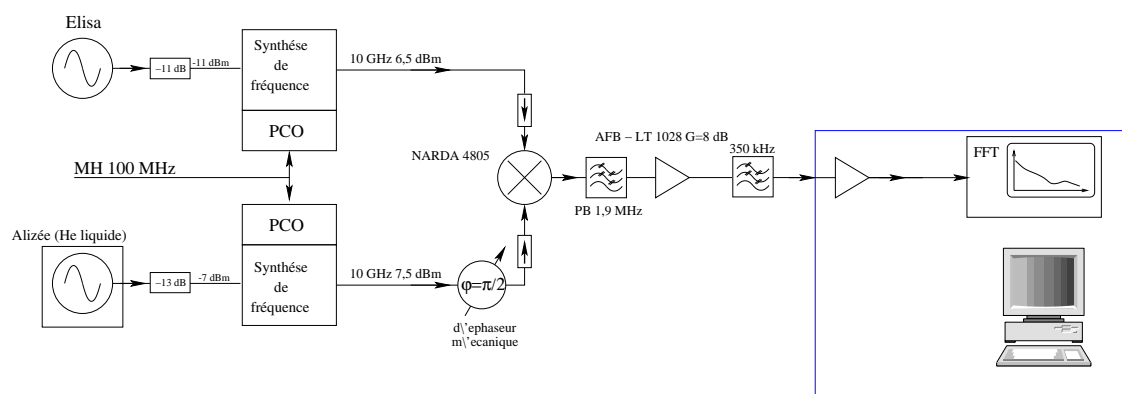 Elisa
−11 dB
-11 dBm
Synthése
de
fréquence
PCO
10 GHz 6,5 dBm
MH 100 MHz
NARDA 4805
AFB − LT 1028 G=8 dB
350 kHz
PB 1,9 MHz
FFT
Alizée (He liquide)
−13 dB
-7 dBm
PCO
Synthése
de
fréquence
10 GHz 7,5 dBm
φ=π/2
d\'ephaseur
m\'ecanique